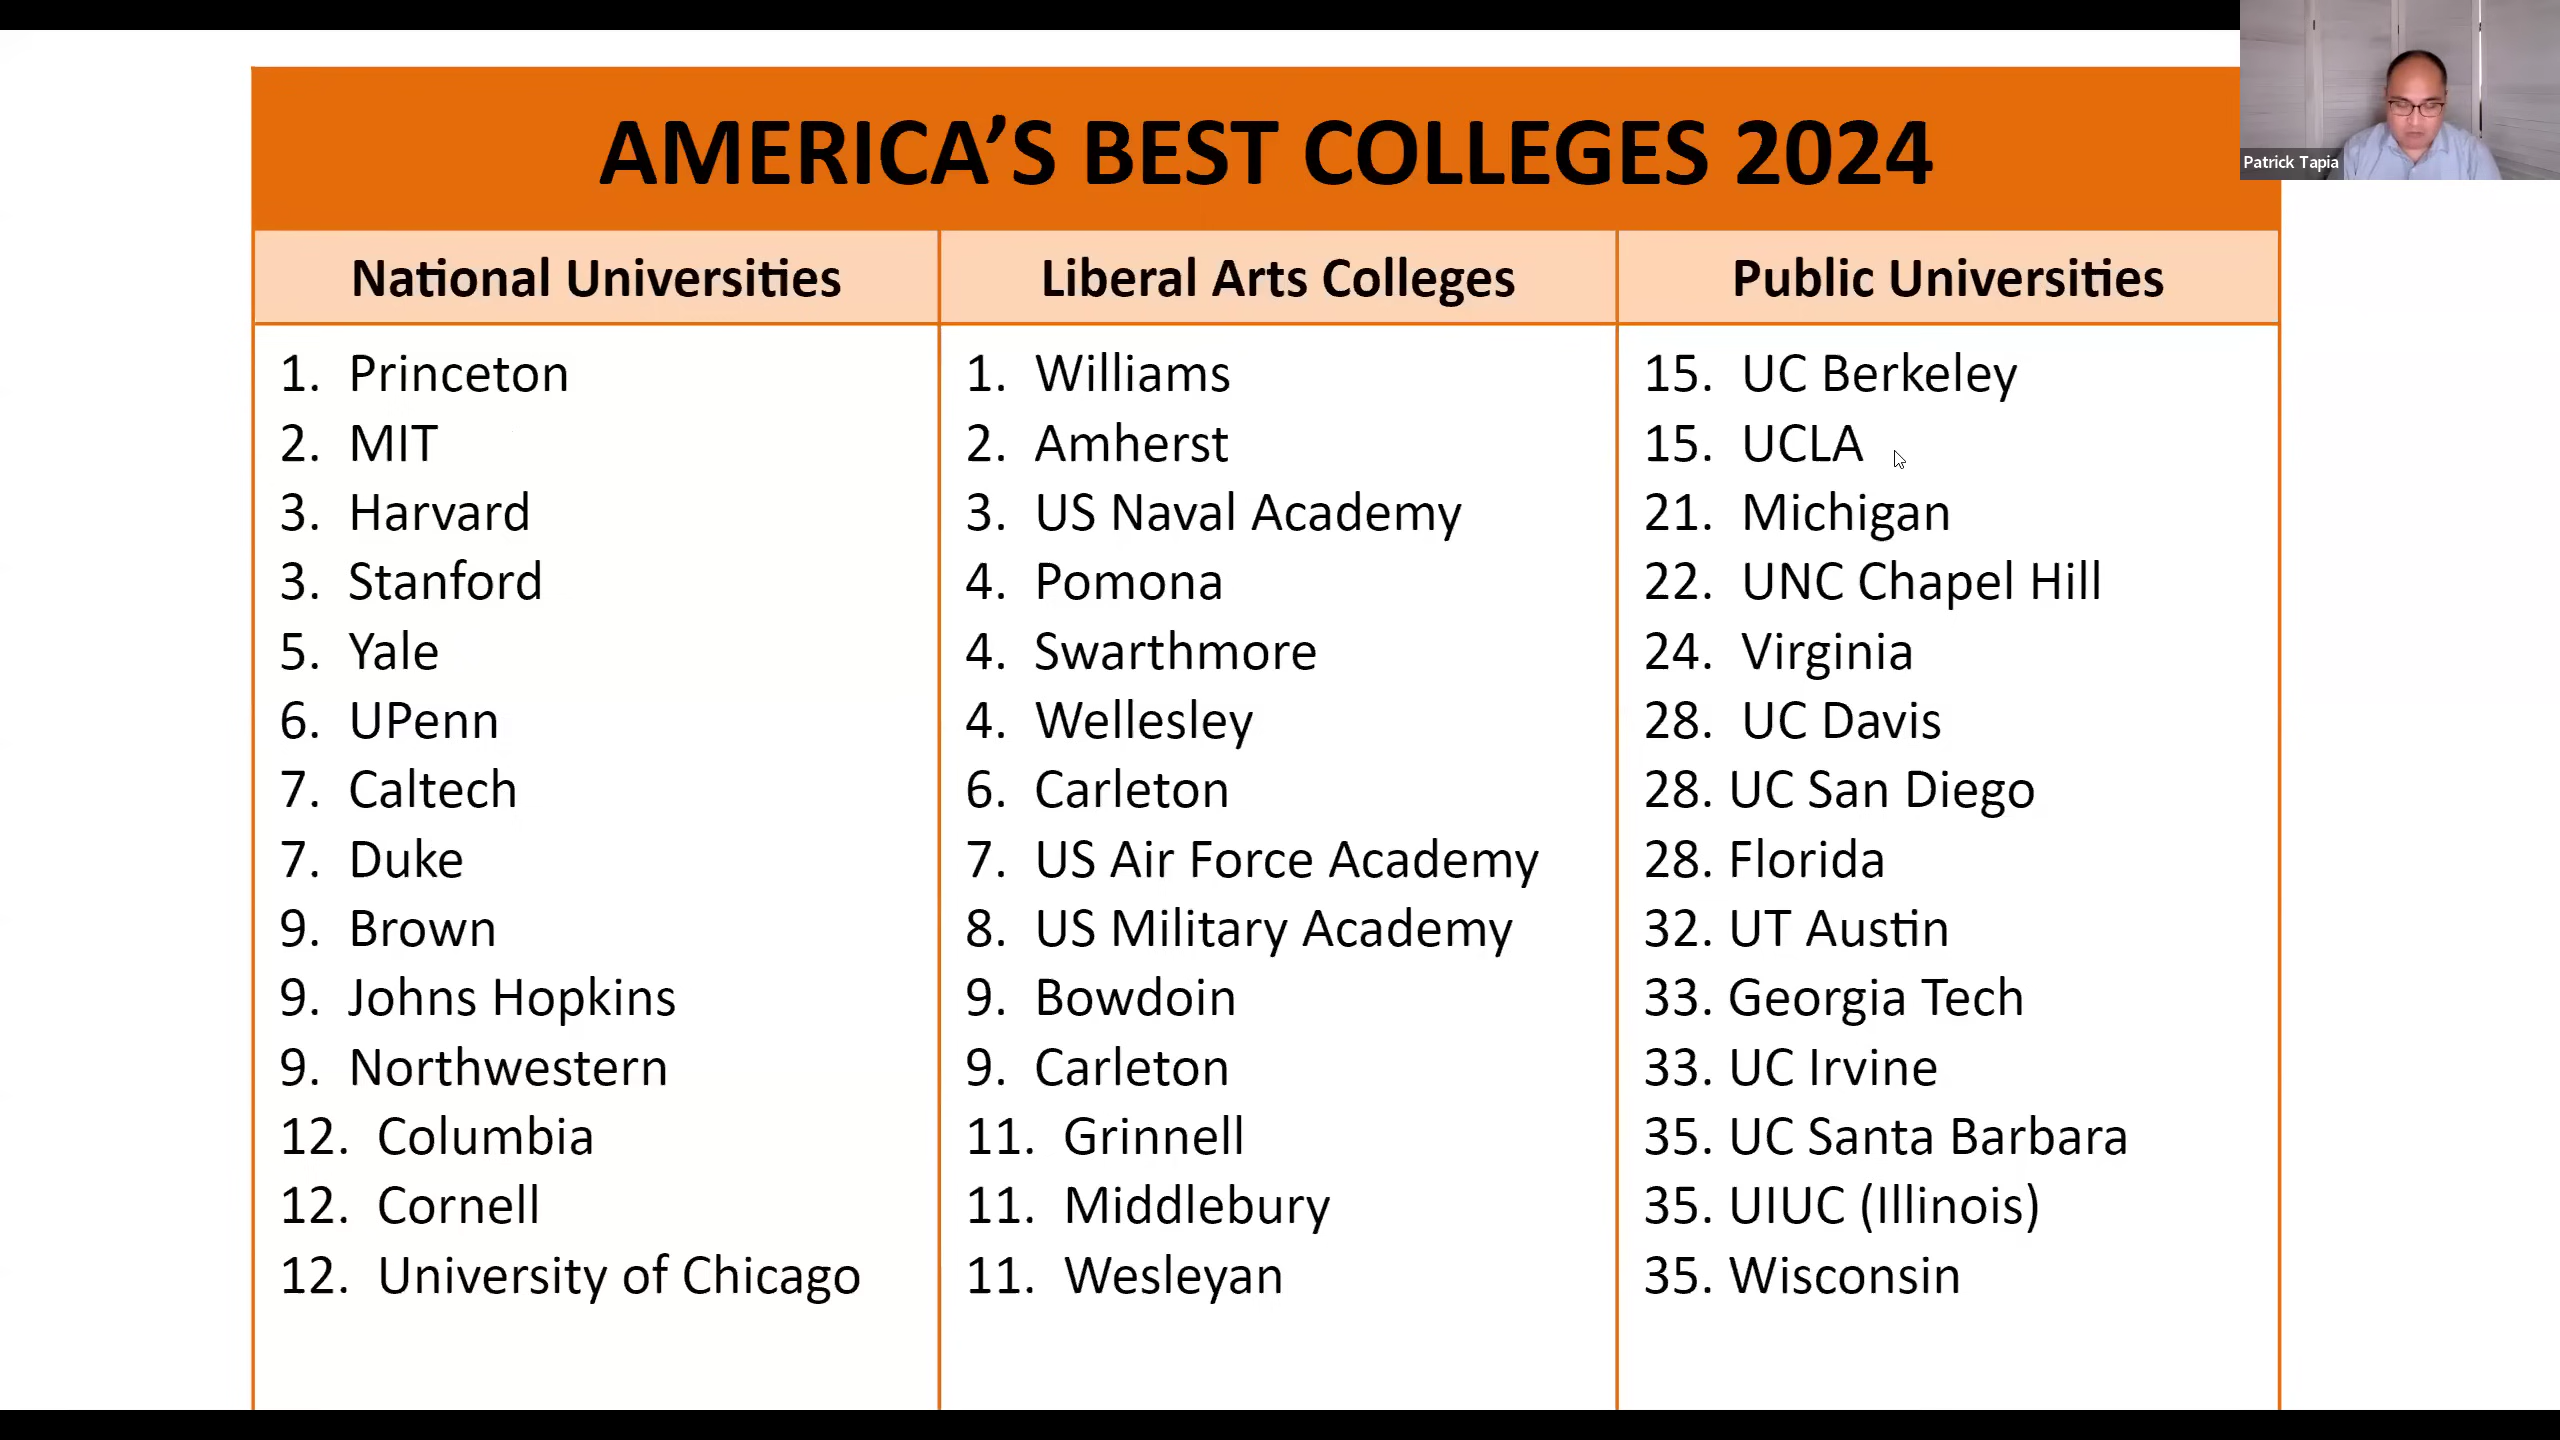 AMERICA’S BEST COLLEGES 2024
Patrick Tapia
National Universities
1. Princeton
2. MIT
3. Harvard
3. Stanford
5. Yale
6. UPenn
7. Caltech
7. Duke
9. Brown
9. Johns Hopkins
9. Northwestern
12. Columbia
12. Cornell
12. University of Chicago
Liberal Arts Colleges
1. Williams
2. Amherst
3. US Naval Academy
4. Pomona
4. Swarthmore
4. Wellesley
6. Carleton
7. US Air Force Academy
8. US Military Academy
9. Bowdoin
9. Carleton
11. Grinnell
11. Middlebury
11. Wesleyan
Public Universities
15. UC Berkeley
15. UCLA
21. Michigan
22. UNC Chapel Hill
24. Virginia
28. UC Davis
28. UC San Diego
28. Florida
32. UT Austin
33. Georgia Tech
33. UC Irvine
35. UC Santa Barbara
35. UIUC (Illinois)
35. Wisconsin